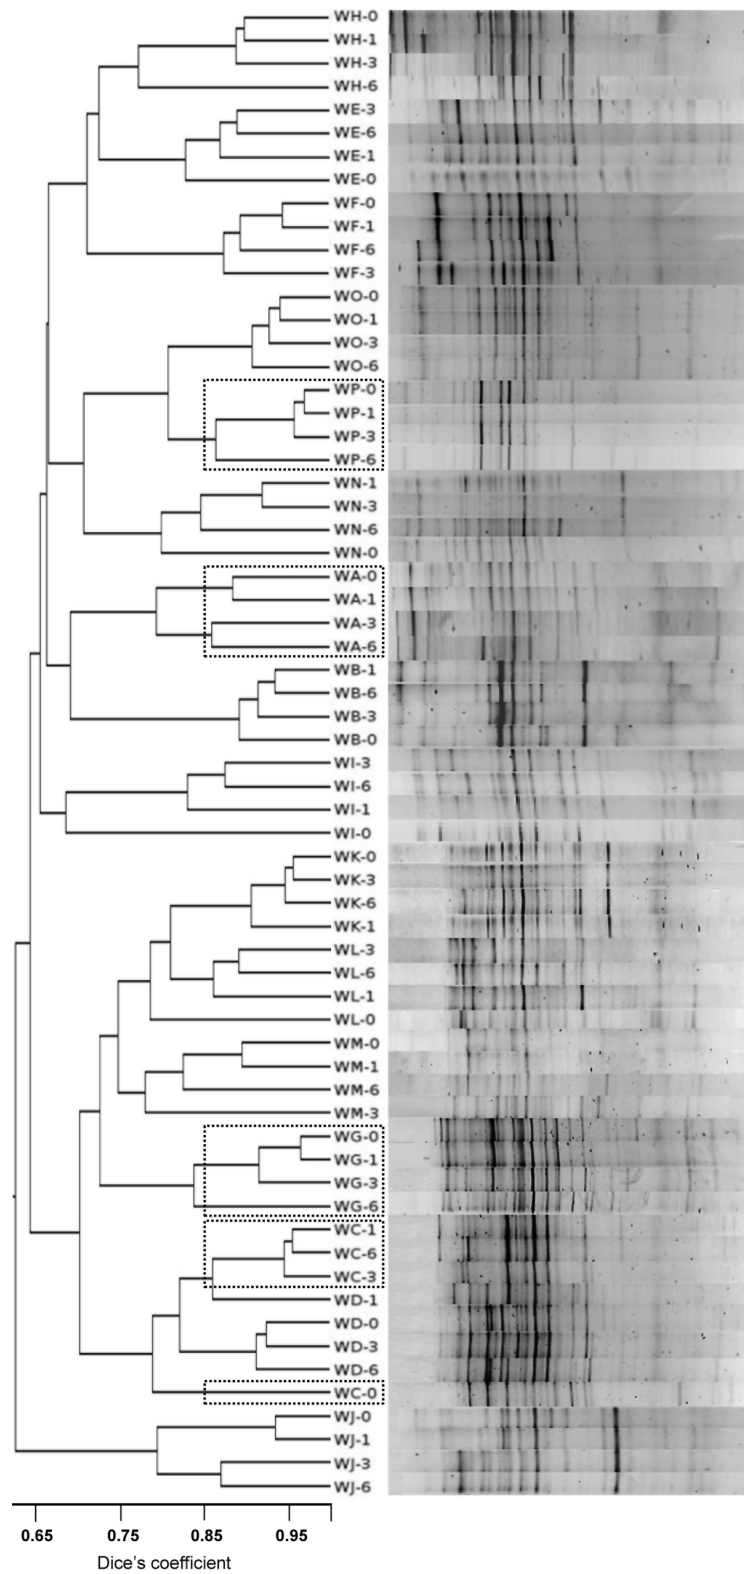 WH-0
WH-1
WH-3
WH-6
WE-3
WE-6
WE-1
WE-0
WF-0
WF-1
WF-6
WF-3
WO-0
WO-1
WO-3
WO-6
WP-0
WP-1
WP-3
WP-6
WN-1
WN-3
WN-6
WN-0
WA-0
WA-1
WA-3
WA-6
WB-1
WB-6
WB-3
WB-0
WI-3
WI-6
WI-1
WI-0
WK-0
WK-3
WK-6
WK-1
WL-3
WL-6
WL-1
WL-0
WM-0
WM-1
WM-6
WM-3
WG-0
WG-1
WG-3
WG-6
WC-1
WC-6
WC-3
WD-1
WD-0
WD-3
WD-6
WC-0
WJ-0
WJ-1
WJ-3
WJ-6
0.65 0.75 0.85 0.95
Dice's coefficient